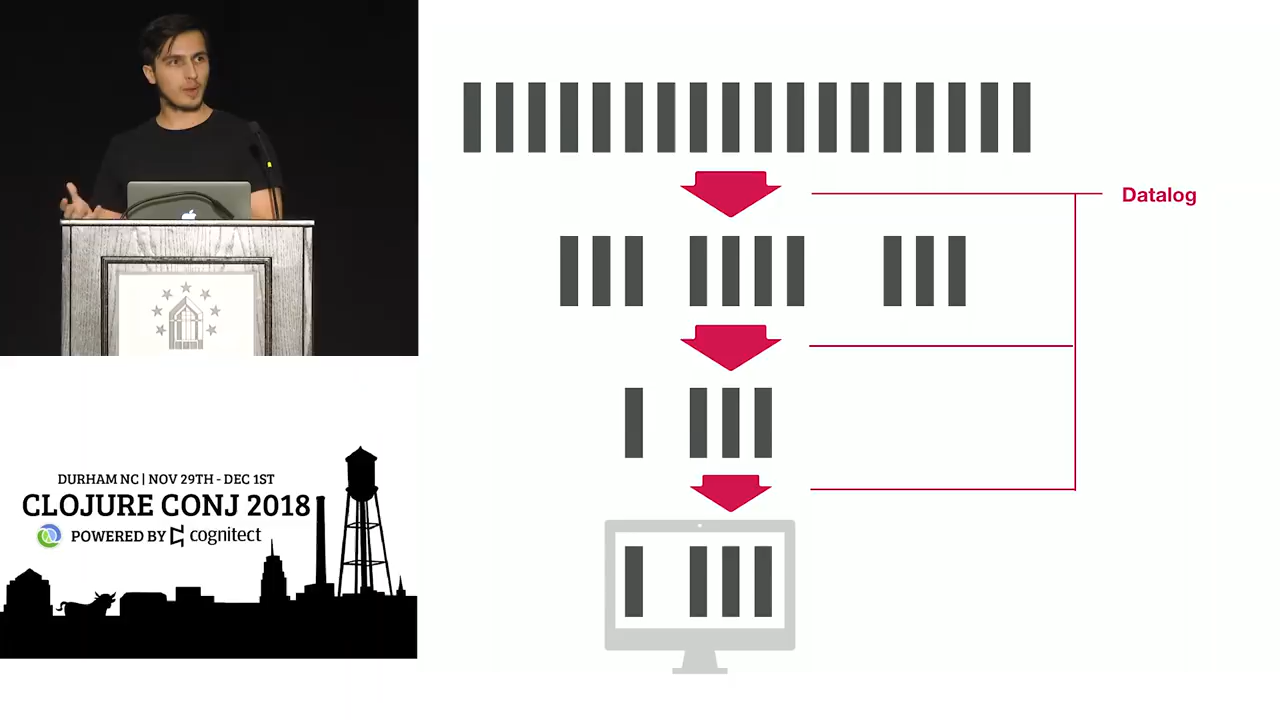 Datalog
DURHAM NC | NOV 29TH - DEC 1ST
CLOJURE CONJ 2018
POWERED BY cognitect